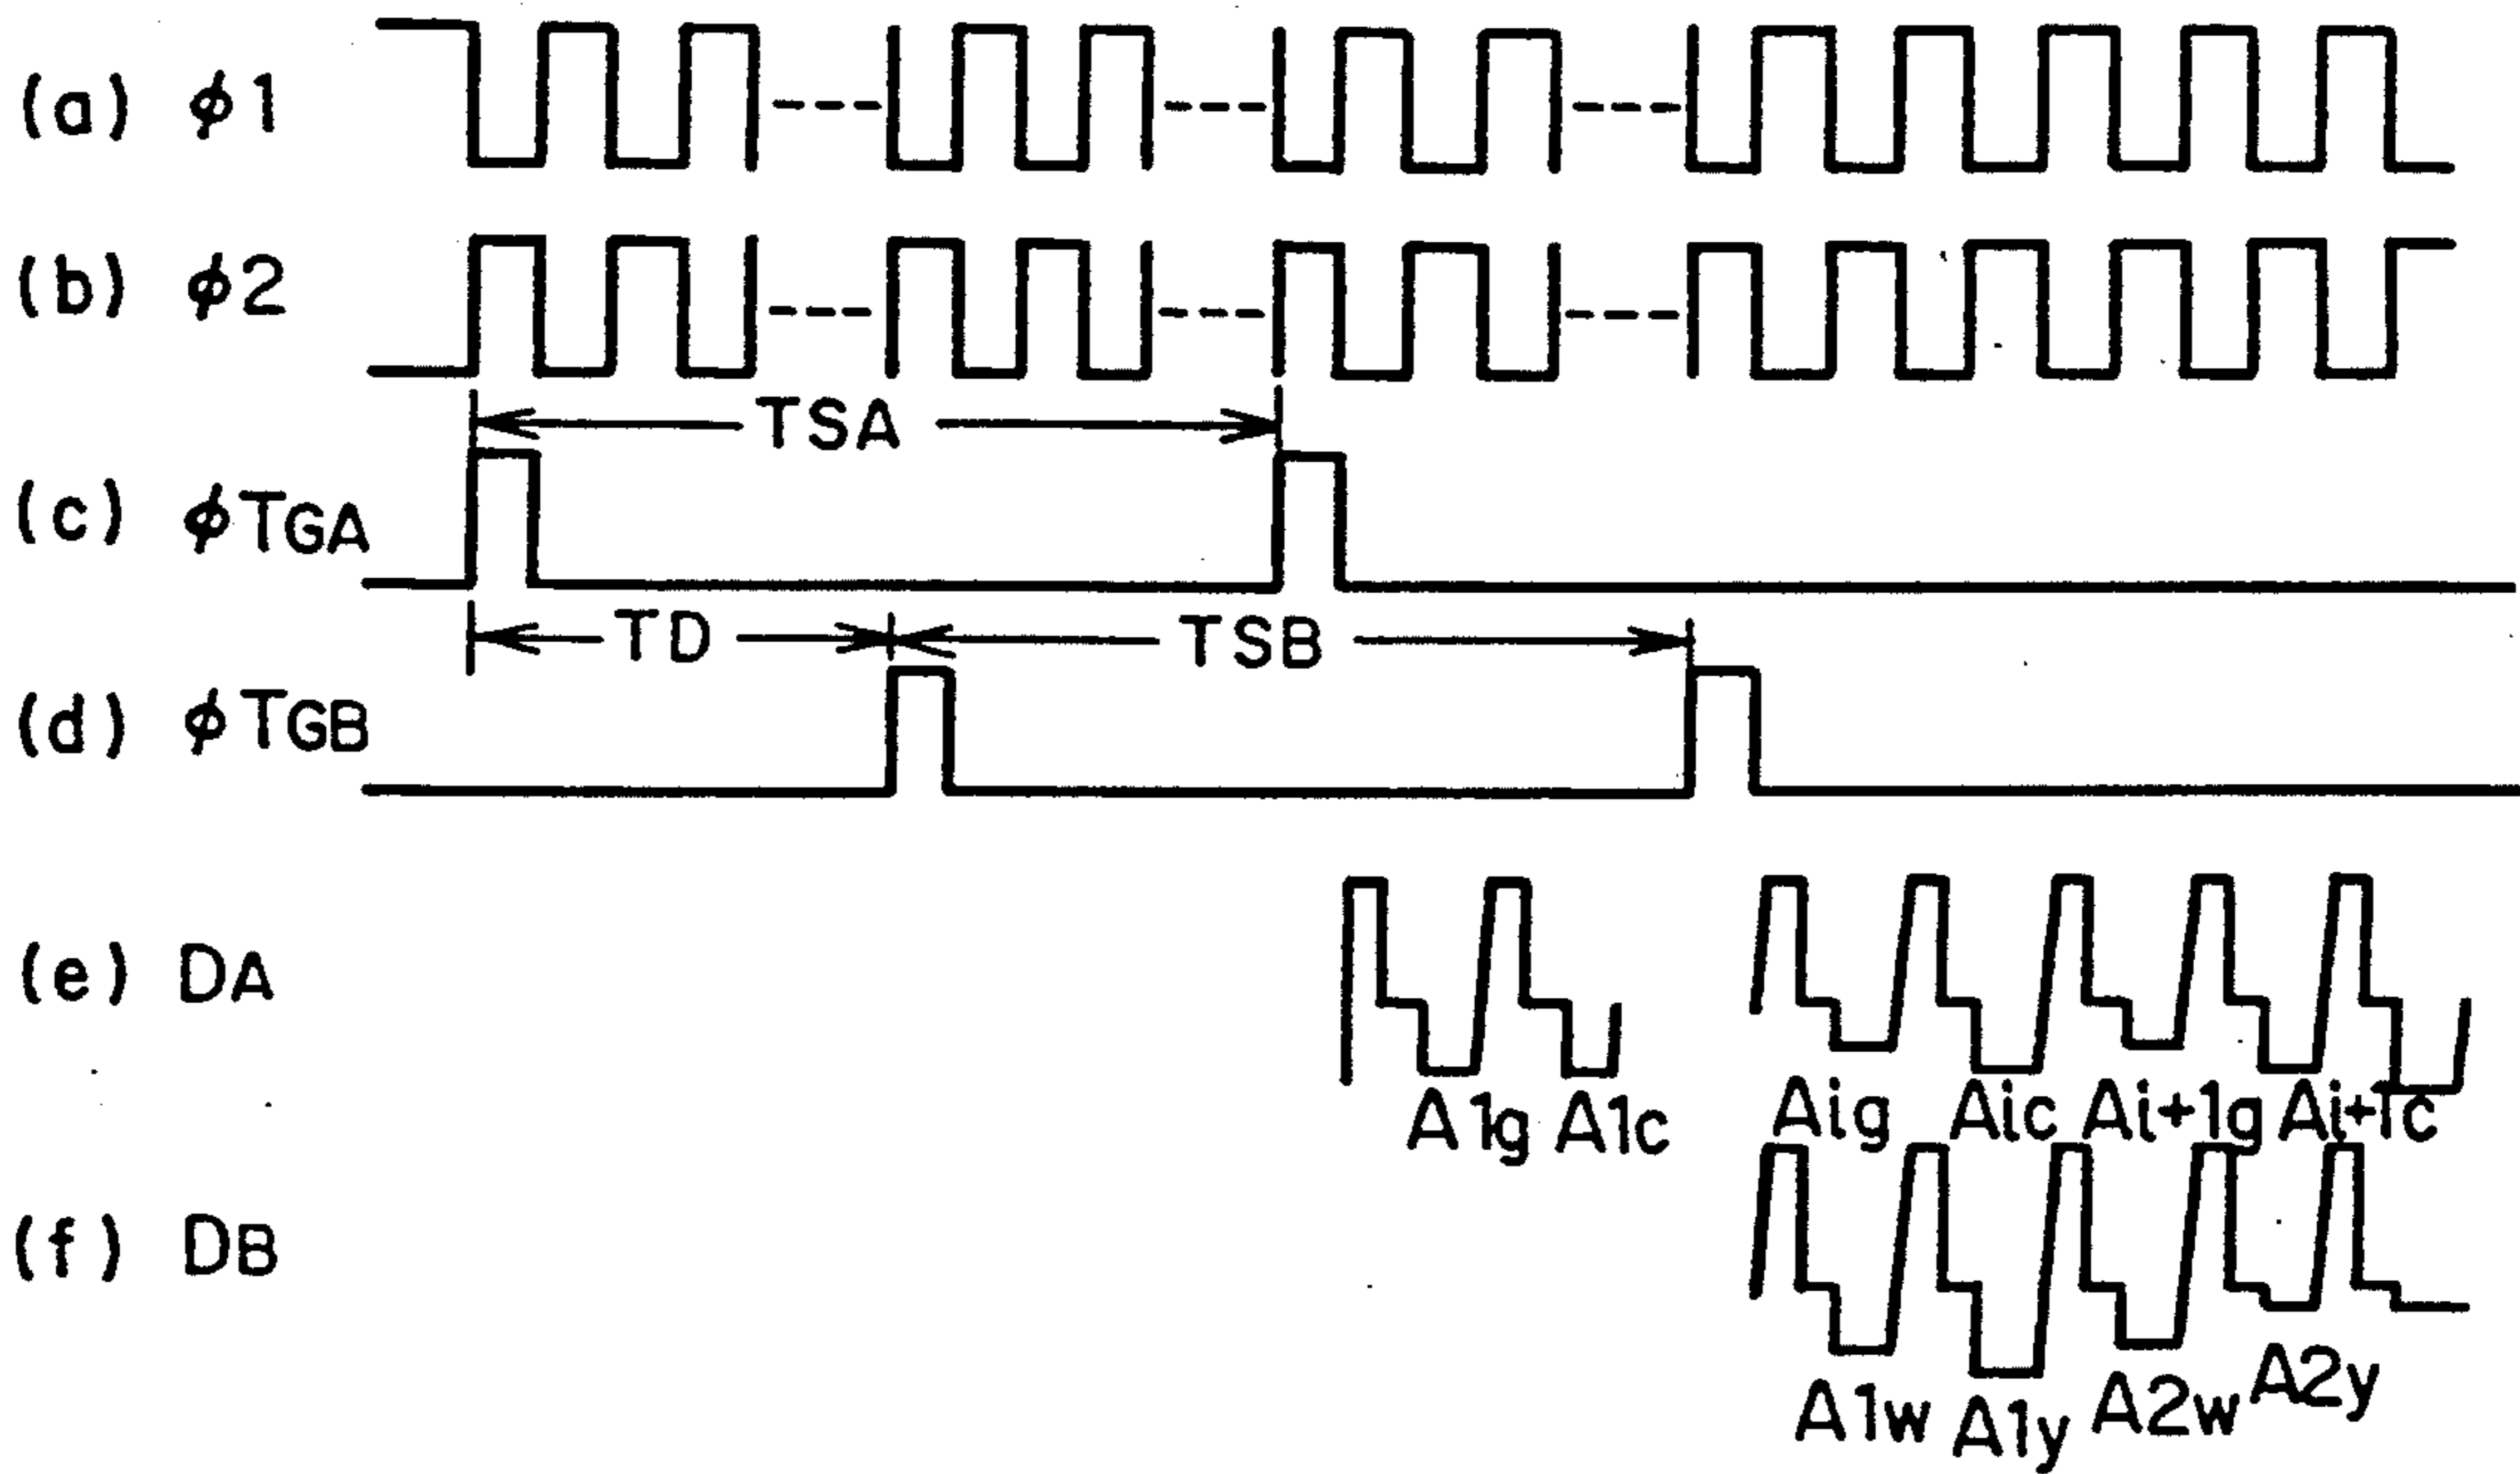 (a) φ1
(b) φ2
TSA
(c) φTGA
TD TSB
(d) φTGB
(e) DA
A1g A1c Aig Aic Ai+1g Ai+1c
(f) DB
A1w A1y A2w A2y